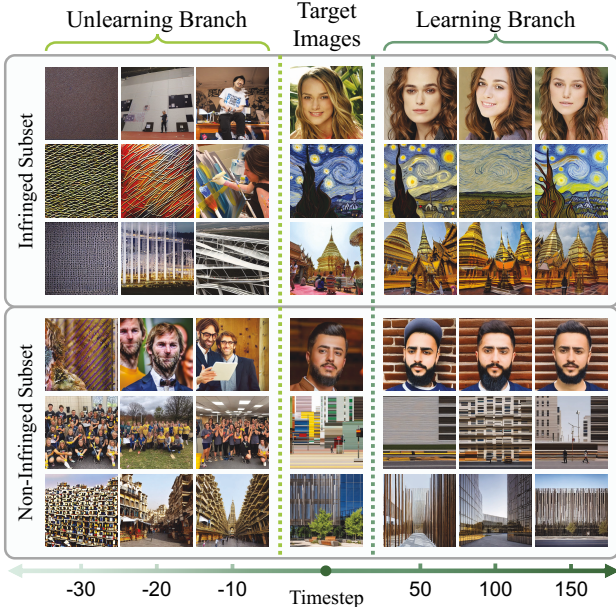 Unlearning Branch
Target
Images
Learning Branch
Infringed Subset
Non-Infringed Subset
-30
-20
-10
Timestep
50
100
150